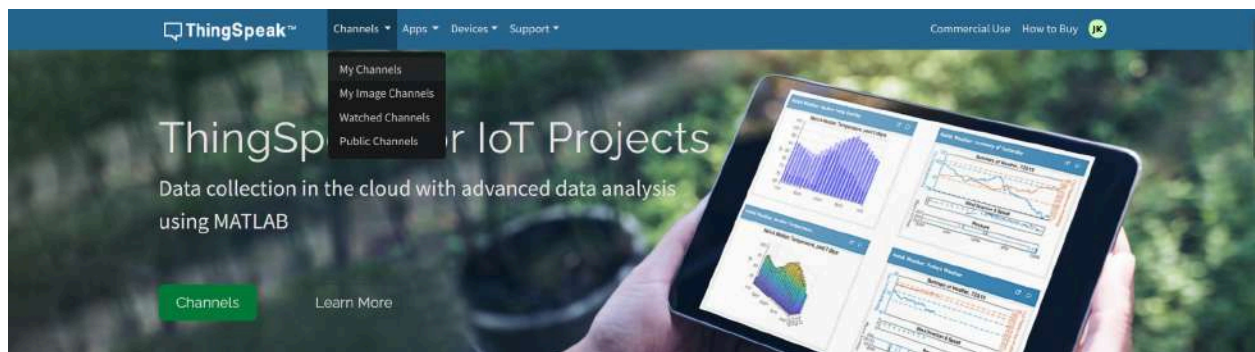 ThingSpeak™
Channels Apps Devices Support
Commercial Use How to Buy JK
My Channels
My Image Channels
Watched Channels
Public Channels
ThingSp r IoT Projects
Data collection in the cloud with advanced data analysis
using MATLAB
Channels Learn More